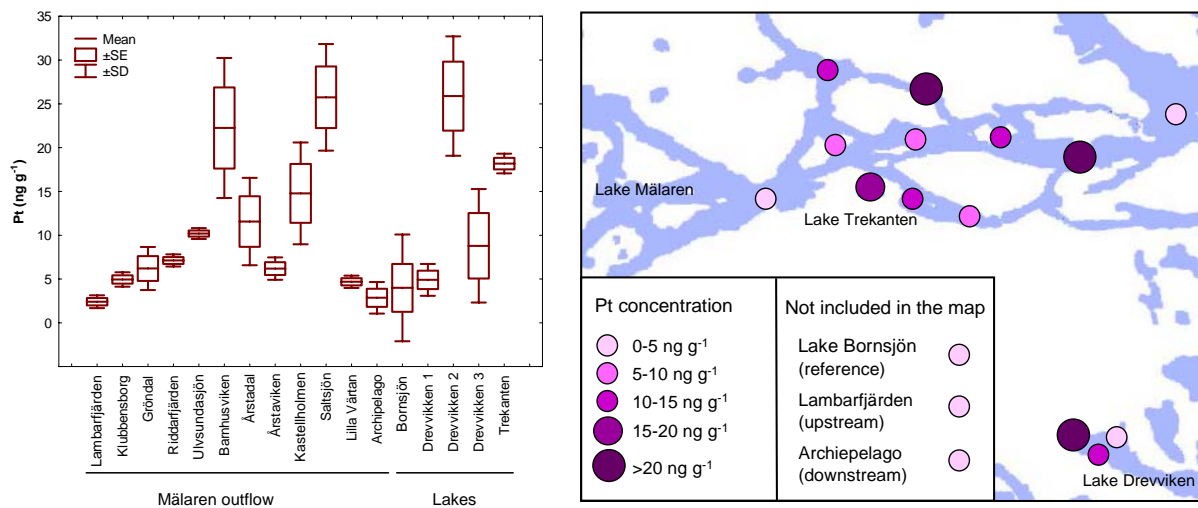 Mean
±SE
±SD
Pt (ng g-1)
35
30
25
20
15
10
5
0
Lambarfjärden
Klubbensborg
Gröndal
Riddarfjärden
Ulvsundasjön
Barnhusviken
Årstadal
Årstaviken
Kastellholmen
Saltsjön
Lilla Värtan
Archipelago
Bornsjön
Drevvikken 1
Drevvikken 2
Drevvikken 3
Trekanten
Mälaren outflow
Lakes
Lake Mälaren
Lake Trekanten
Lake Drevviken
Pt concentration
0-5 ng g-1
5-10 ng g-1
10-15 ng g-1
15-20 ng g-1
>20 ng g-1
Not included in the map
Lake Bornsjön
(reference)
Lambarfjärden
(upstream)
Archiepelago
(downstream)